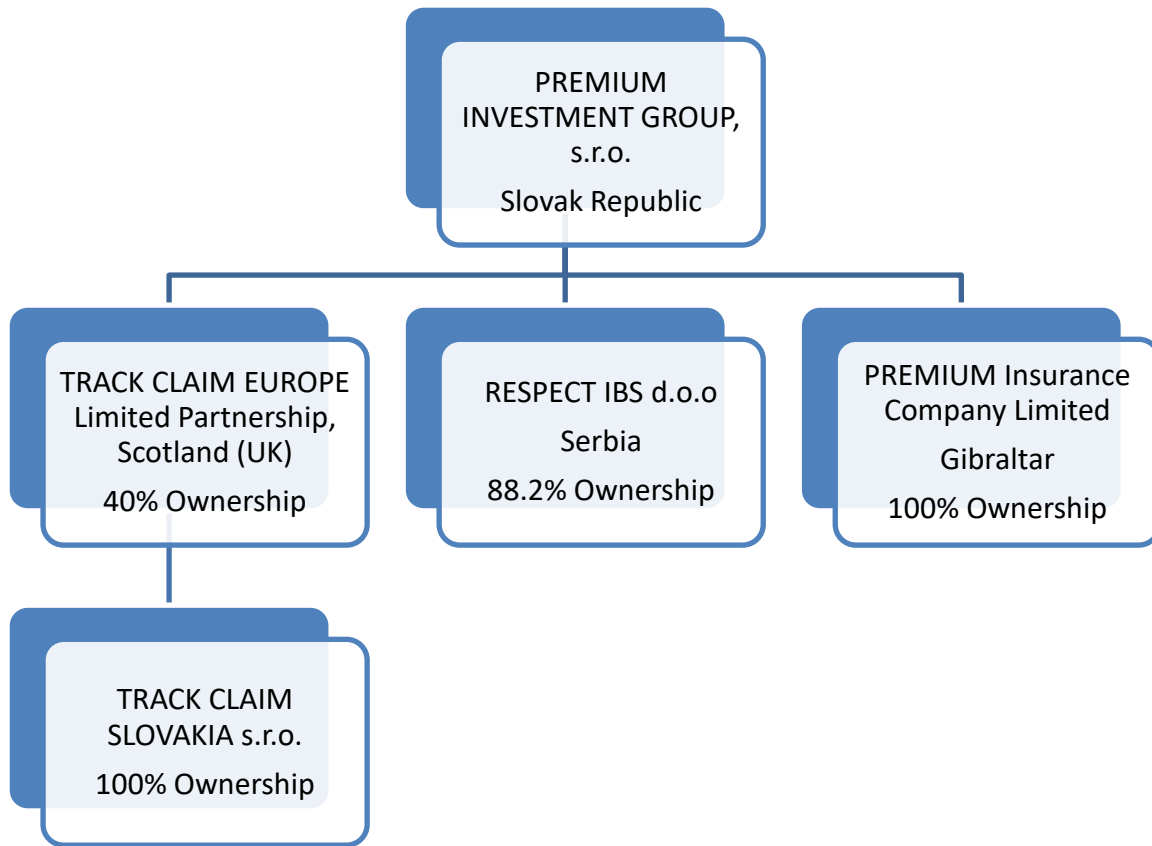 PREMIUM
INVESTMENT GROUP,
s.r.o.
Slovak Republic
TRACK CLAIM EUROPE
Limited Partnership,
Scotland (UK)
40% Ownership
RESPECT IBS d.o.o
Serbia
88.2% Ownership
PREMIUM Insurance
Company Limited
Gibraltar
100% Ownership
TRACK CLAIM
SLOVAKIA s.r.o.
100% Ownership